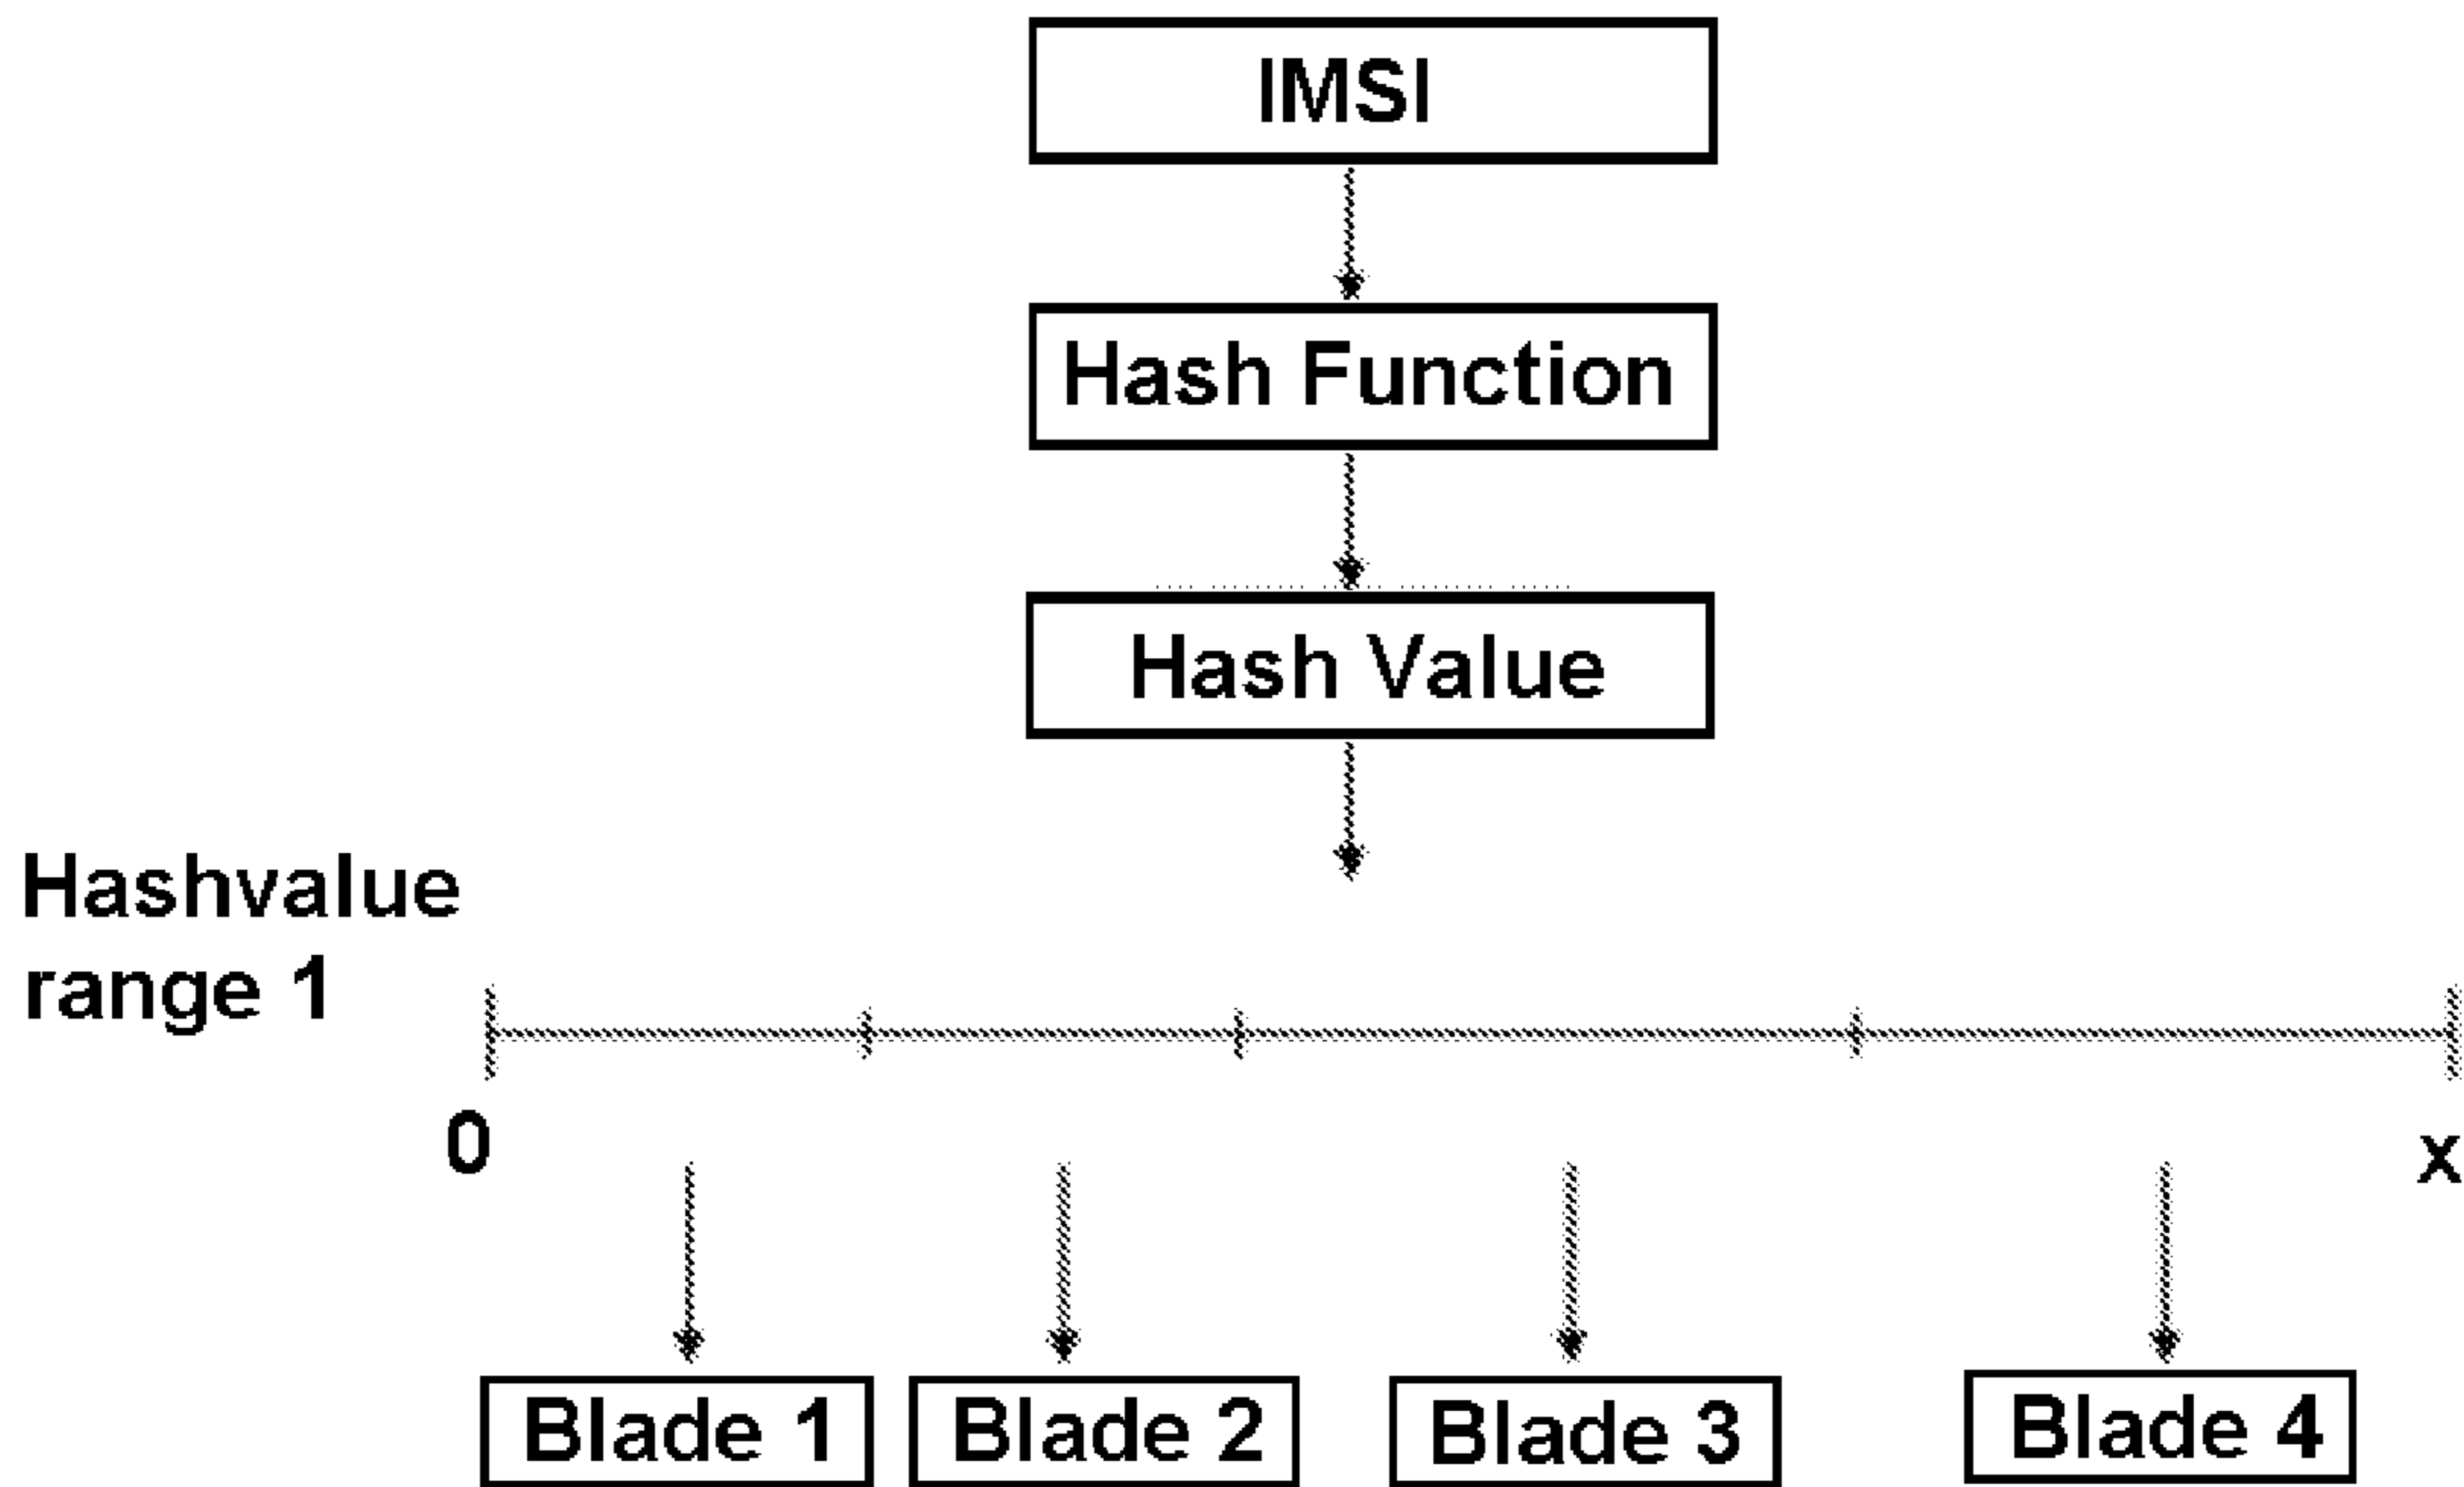 IMSI
Hash Function
Hash Value
Hashvalue
range 1
0
x
Blade 1
Blade 2
Blade 3
Blade 4